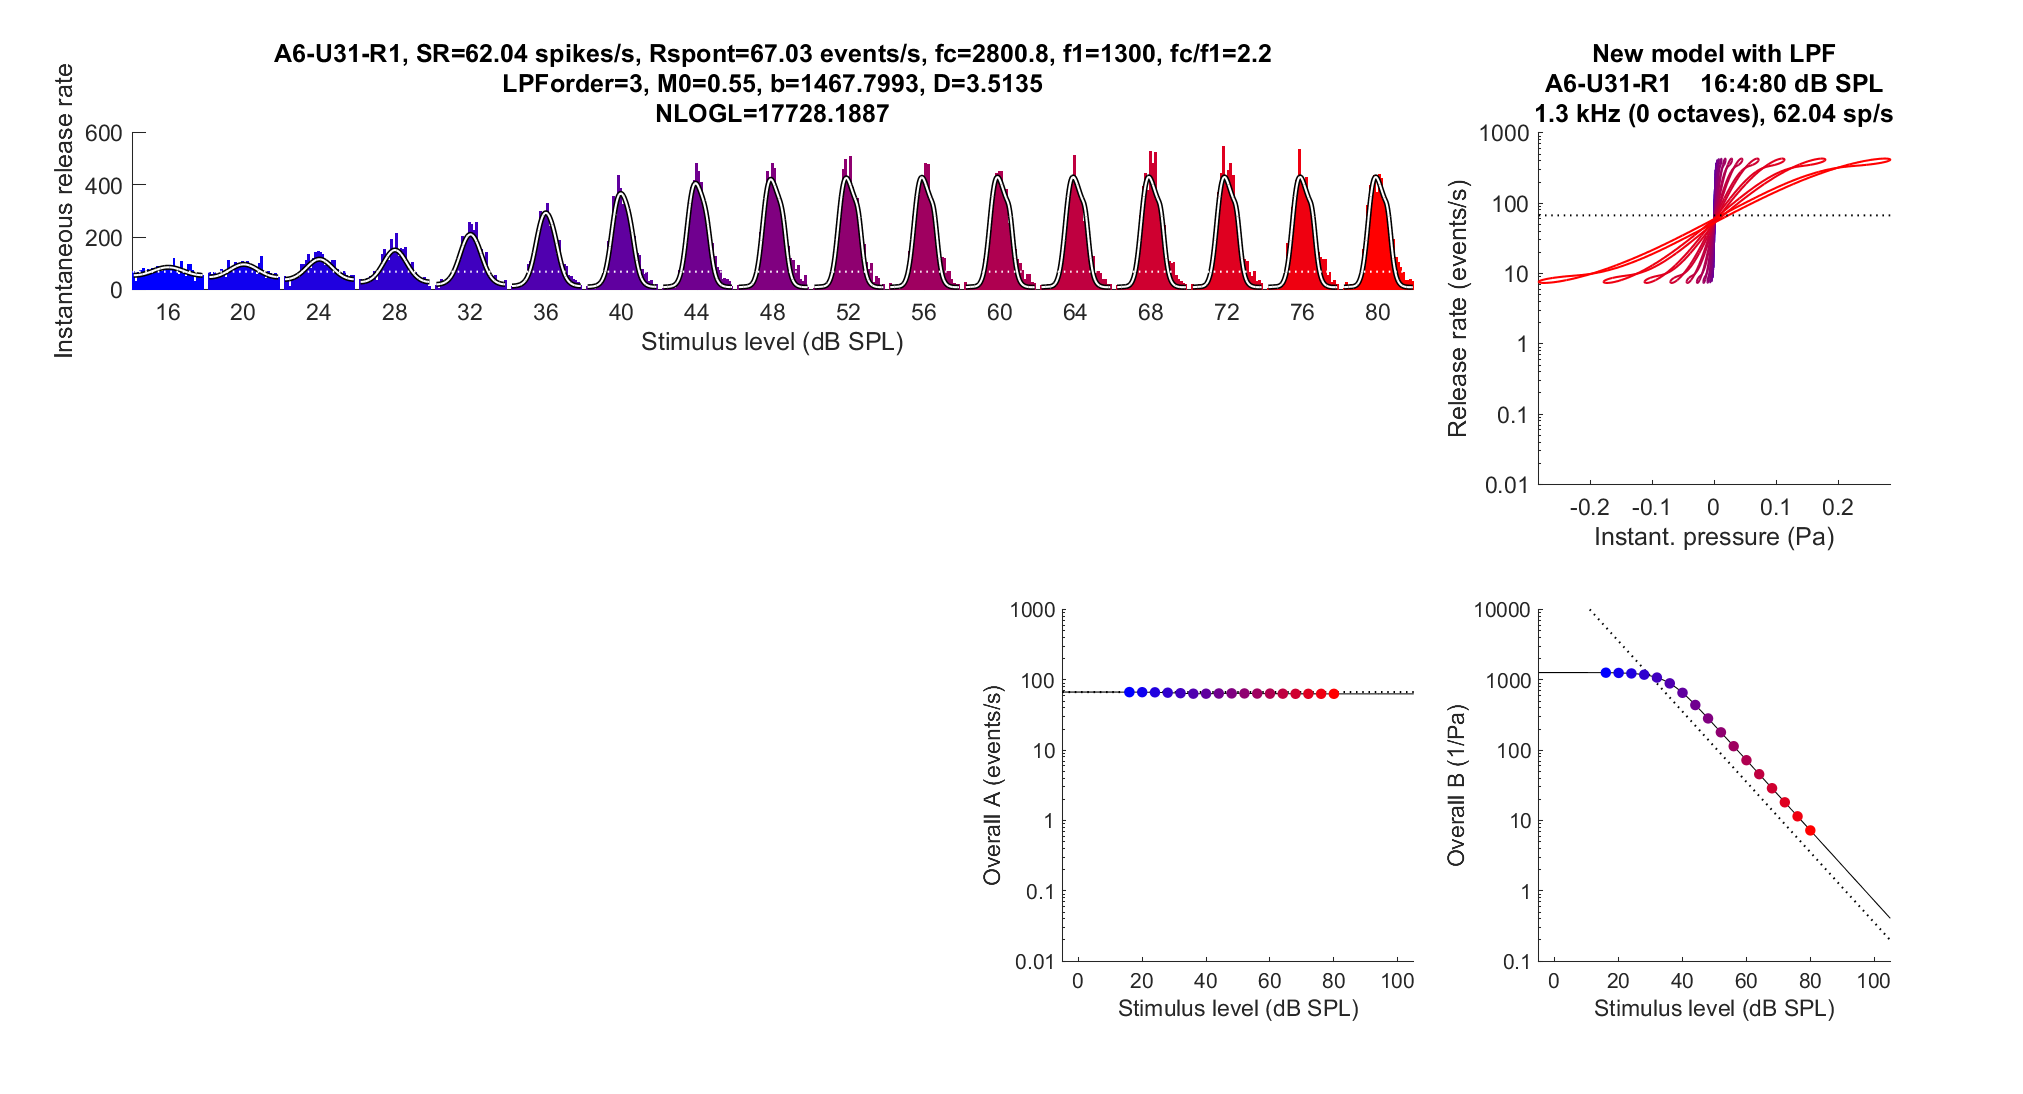 A6-U31-R1, SR=62.04 spikes/s, Rspont=67.03 events/s, fc=2800.8, f1=1300, fc/f1=2.2
LPForder=3, M0=0.55, b=1467.7993, D=3.5135
NLOGL=17728.1887
Instantaneous release rate
600
400
200
0
16 20 24 28 32 36 40 44 48 52 56 60 64 68 72 76 80
Stimulus level (dB SPL)
New model with LPF
A6-U31-R1 16:4:80 dB SPL
1.3 kHz (0 octaves), 62.04 sp/s
Release rate (events/s)
1000
100
10
1
0.1
0.01
-0.2 -0.1 0 0.1 0.2
Instant. pressure (Pa)
Overall A (events/s)
1000
100
10
1
0.1
0.01
0 20 40 60 80 100
Stimulus level (dB SPL)
Overall B (1/Pa)
10000
1000
100
10
1
0.1
0 20 40 60 80 100
Stimulus level (dB SPL)